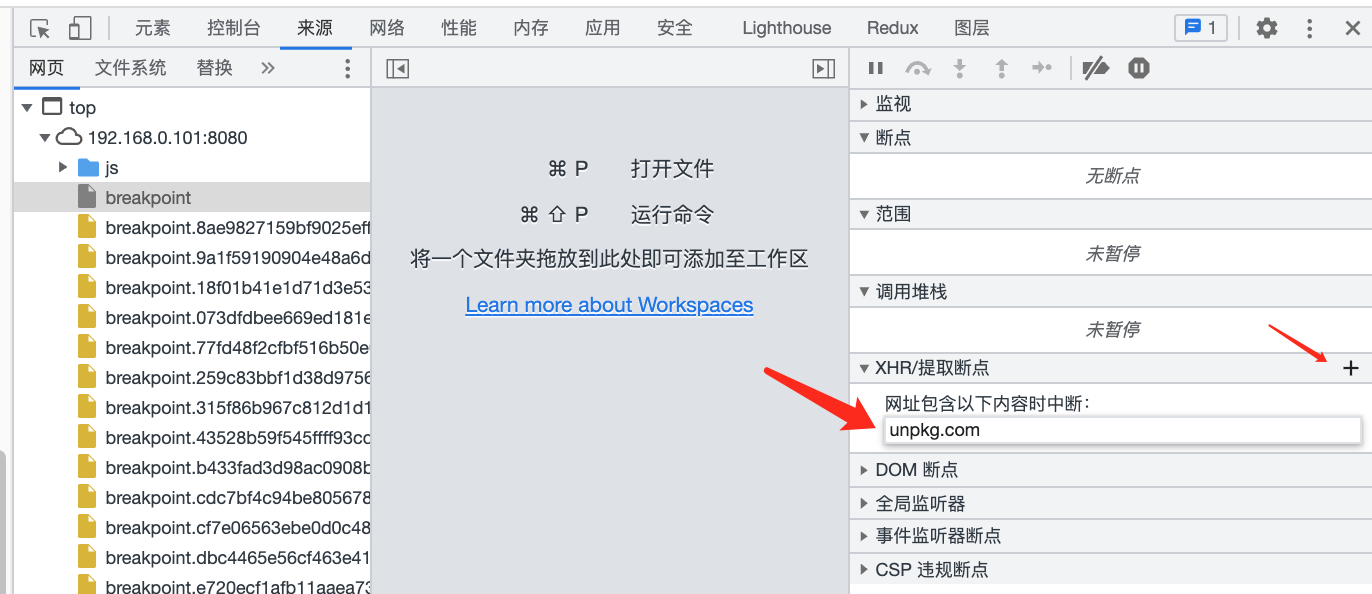 元素 控制台 来源 网络 性能 内存 应用 安全 Lighthouse Redux 图层 1
网页 文件系统 替换
top
192.168.0.101:8080
js
breakpoint
breakpoint.8ae9827159bf9025eff
breakpoint.9a1f59190904e48a6d
breakpoint.18f01b41e1d71d3e53
breakpoint.073dfdbee669ed181e
breakpoint.77fd48f2cfbf516b50e
breakpoint.259c83bbf1d38d9756
breakpoint.315f86b967c812d1d1
breakpoint.43528b59f545ffff93cc
breakpoint.b433fad3d98ac0908b
breakpoint.cdc7bf4c94be805678
breakpoint.cf7e06563ebe0d0c48
breakpoint.dbc4465e56cf463e41
breakpoint.e720ecf1afb11aaea73
⌘ P 打开文件
⌘ ⇧ P 运行命令
将一个文件夹拖放到此处即可添加至工作区
Learn more about Workspaces
监视
断点
无断点
范围
未暂停
调用堆栈
未暂停
XHR/提取断点
网址包含以下内容时中断：
unpkg.com
DOM 断点
全局监听器
事件监听器断点
CSP 违规断点